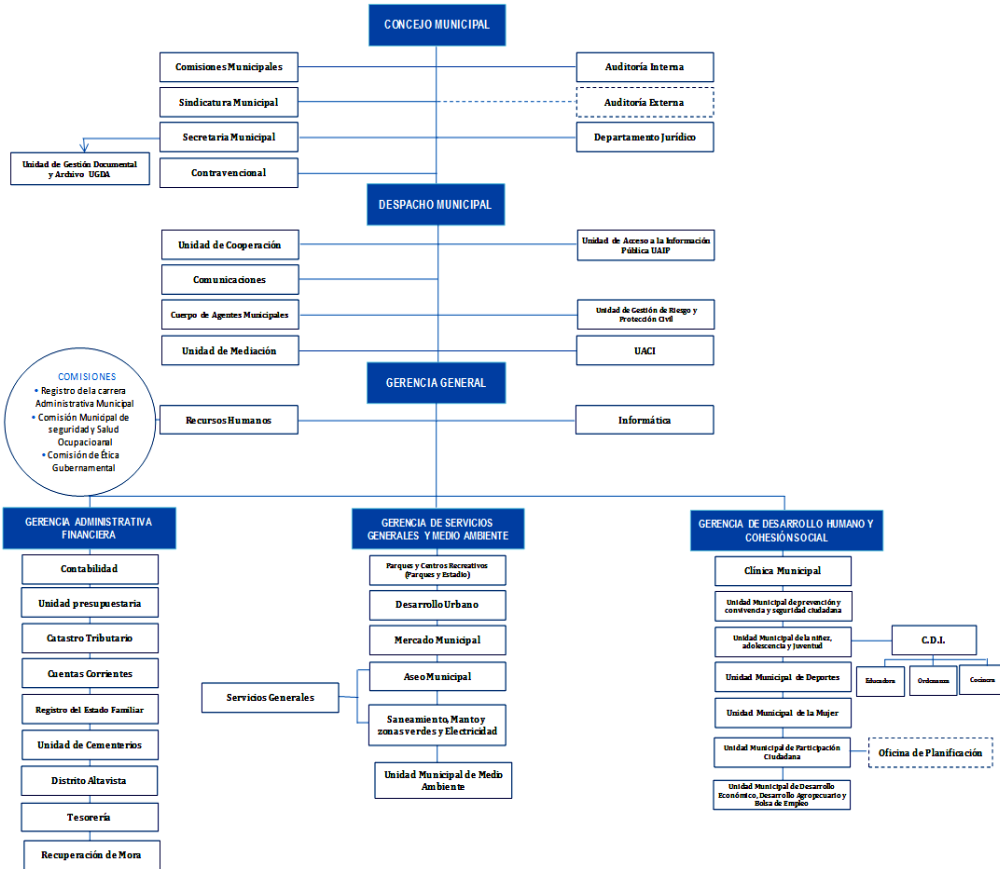 CONCEJO MUNICIPAL
Comisiones Municipales
Auditoría Interna
Sindicatura Municipal
Auditoría Externa
Secretaria Municipal
Departamento Jurídico
Unidad de Gestión Documental
y Archivo UGDA
Contravencional
DESPACHO MUNICIPAL
Unidad de Cooperación
Unidad de Acceso a la Información
Pública UAIP
Comunicaciones
Cuerpo de Agentes Municipales
Unidad de Gestión de Riesgo y
Protección Civil
Unidad de Mediación
UACI
GERENCIA GENERAL
COMISIONES
• Registro de la carrera
Administrativa Municipal
• Comisión Municipal de
seguridad y Salud
Ocupacioanal
• Comisión de Ética
Gubernamental
Recursos Humanos
Informática
GERENCIA ADMINISTRATIVA
FINANCIERA
Contabilidad
Unidad presupuestaria
Catastro Tributario
Cuentas Corrientes
Registro del Estado Familiar
Unidad de Cementerios
Distrito Altavista
Tesorería
Recuperación de Mora
GERENCIA DE SERVICIOS
GENERALES Y MEDIO AMBIENTE
Parques y Centros Recreativos
(Parques y Estadio)
Desarrollo Urbano
Mercado Municipal
Aseo Municipal
Servicios Generales
Saneamiento, Manto y
zonas verdes y Electricidad
Unidad Municipal de Medio
Ambiente
GERENCIA DE DESARROLLO HUMANO Y
COHESIÓN SOCIAL
Clínica Municipal
Unidad Municipal de prevención y
convivencia y seguridad ciudadana
Unidad Municipal de la niñez,
adolescencia y Juventud
C.D.I.
Educadora
Ordenanza
Cocinera
Unidad Municipal de Deportes
Unidad Municipal de la Mujer
Unidad Municipal de Participación
Ciudadana
Oficina de Planificación
Unidad Municipal de Desarrollo
Económico, Desarrollo Agropecuario y
Bolsa de Empleo